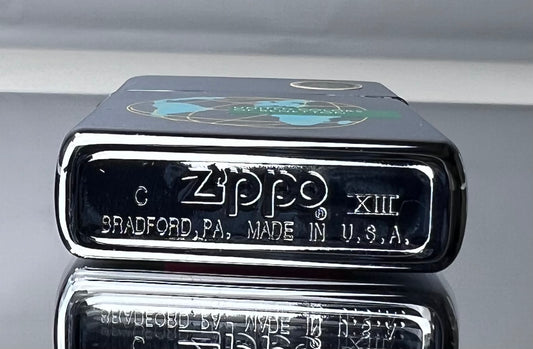 C Zippo ® XIII
BRADFORD, PA. MADE IN U.S.A.